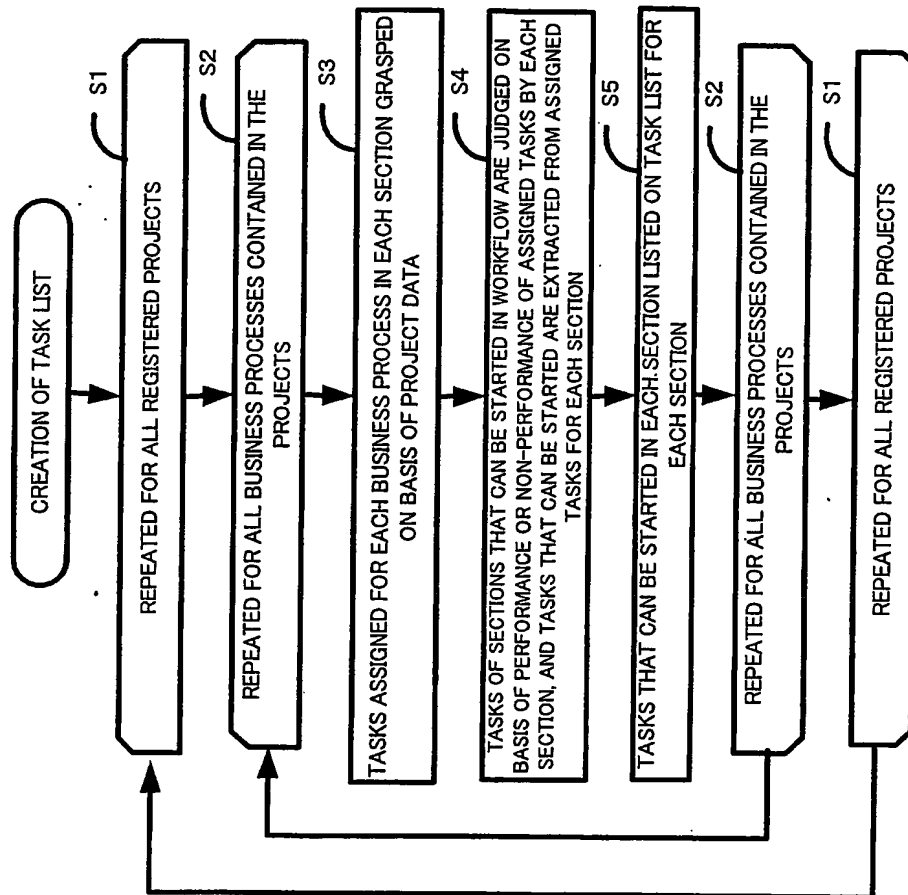 CREATION OF TASK LIST
S1
REPEATED FOR ALL REGISTERED PROJECTS
S2
REPEATED FOR ALL BUSINESS PROCESSES CONTAINED IN THE
PROJECTS
S3
TASKS ASSIGNED FOR EACH BUSINESS PROCESS IN EACH SECTION GRASPED
ON BASIS OF PROJECT DATA
S4
TASKS OF SECTIONS THAT CAN BE STARTED IN WORKFLOW ARE JUDGED ON
BASIS OF PERFORMANCE OR NON-PERFORMANCE OF ASSIGNED TASKS BY EACH
SECTION, AND TASKS THAT CAN BE STARTED ARE EXTRACTED FROM ASSIGNED
TASKS FOR EACH SECTION
S5
TASKS THAT CAN BE STARTED IN EACH SECTION LISTED ON TASK LIST FOR
EACH SECTION
S2
REPEATED FOR ALL BUSINESS PROCESSES CONTAINED IN THE
PROJECTS
S1
REPEATED FOR ALL REGISTERED PROJECTS